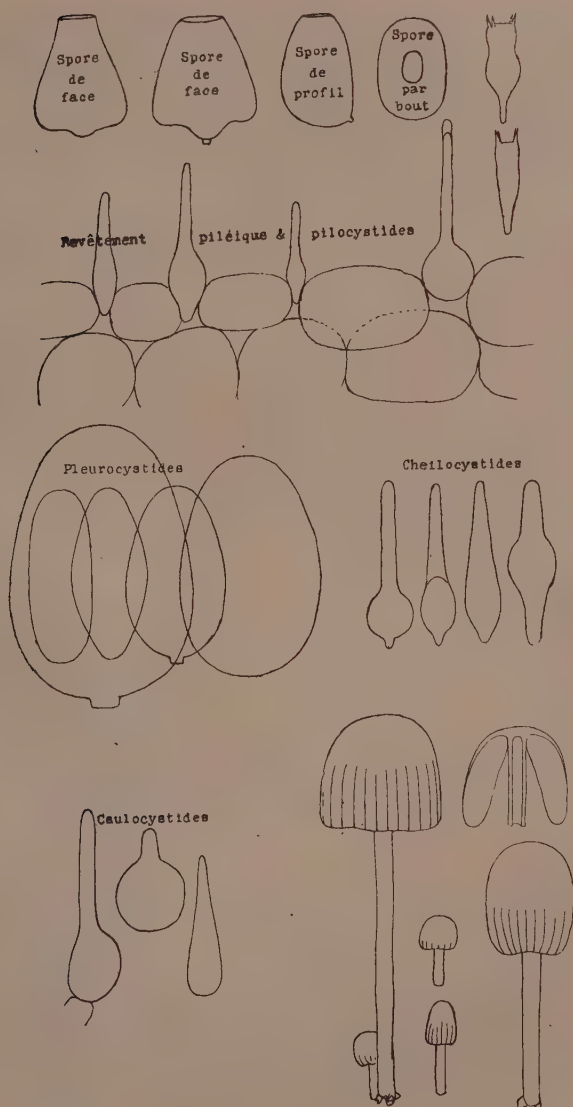 Spore
de
face
Spore
de
face
Spore
de
profil
Spore
par
bout
Revêtement piléique & pilocystides
Pleurocystides
Cheilocystides
Caulocystides